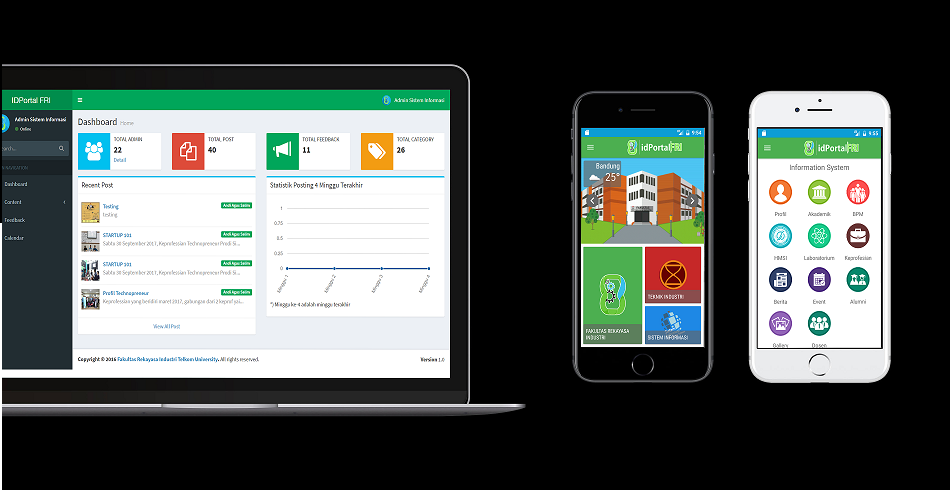 IDPortal FRI
Admin Sistem Informasi
Admin Sistem Informasi
Online
Dashboard
Content
Feedback
Calendar
Dashboard Home
TOTAL ADMIN
22
Detail
TOTAL POST
40
TOTAL FEEDBACK
11
TOTAL CATEGORY
26
Recent Post
Testing
Andi Agus Salim
testing
STARTUP 101
Andi Agus Salim
Sabtu 30 September 2017, Keprofessian Technopreneur Prodi Si...
STARTUP 101
Andi Agus Salim
Sabtu 30 September 2017, Keprofessian Technopreneur Prodi Si...
Profil Technopreneur
Andi Agus Salim
Keprofessian yang beridiri maret 2017, gabungan dari 2 keprof yai...
View All Post
Statistik Posting 4 Minggu Terakhir
1
0.75
0.5
0.25
0
Minggu-1
Minggu-2
Minggu-3
Minggu-4
*) Minggu ke-4 adalah minggu terakhir
Copyright © 2016 Fakultas Rekayasa Industri Telkom University. All rights reserved.
Version 1.0
9:54
idPortal FRI
Bandung
25°
FAKULTAS REKAYASA
INDUSTRI
TEKNIK INDUSTRI
SISTEM INFORMASI
9:55
idPortal FRI
Information System
Profil
Akademik
BPM
HMSI
Laboratorium
Keprofesian
Berita
Event
Alumni
Gallery
Dosen